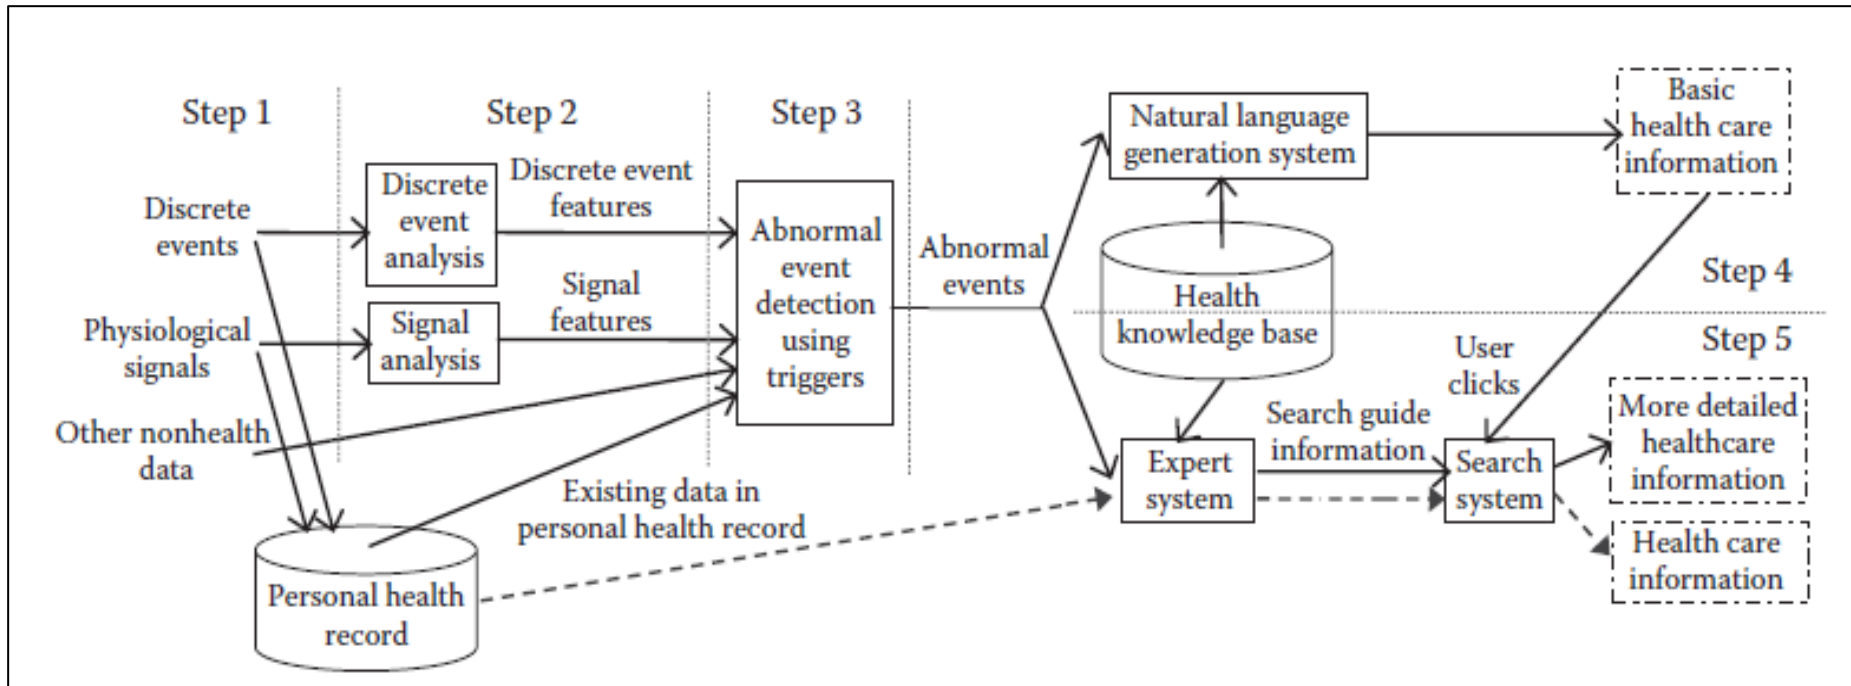 Step 1
Step 2
Step 3
Discrete
events
Physiological
signals
Other nonhealth
data
Personal health
record
Discrete
event
analysis
Signal
analysis
Discrete event
features
Signal
features
Existing data in
personal health record
Abnormal
event
detection
using
triggers
Abnormal
events
Natural language
generation system
Health
knowledge base
Expert
system
Search guide
information
User
clicks
Search
system
Basic
health care
information
Step 4
Step 5
More detailed
healthcare
information
Health care
information